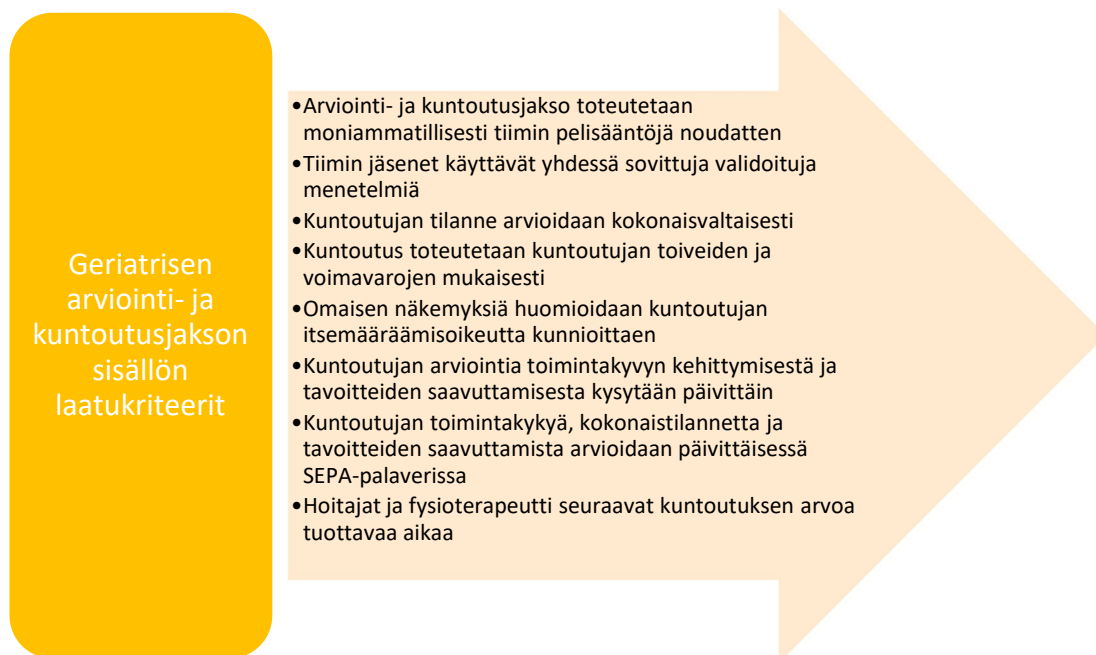 Geriatrisen
arviointi- ja
kuntoutusjakson
sisällön
laatukriteerit
•Arviointi- ja kuntoutusjakso toteutetaan
moniammatillisesti tiimin pelisääntöjä noudatten
•Tiimin jäsenet käyttävät yhdessä sovittuja validoituja
menetelmiä
•Kuntoutujan tilanne arvioidaan kokonaisvaltaisesti
•Kuntoutus toteutetaan kuntoutujan toiveiden ja
voimavarojen mukaisesti
•Omaisen näkemyksiä huomioidaan kuntoutujan
itsemääräämisoikeutta kunnioittaen
•Kuntoutujan arviointia toimintakyvyn kehittymisestä ja
tavoitteiden saavuttamisesta kysytään päivittäin
•Kuntoutujan toimintakykyä, kokonaistilannetta ja
tavoitteiden saavuttamista arvioidaan päivittäisessä
SEPA-palaverissa
•Hoitajat ja fysioterapeutti seuraavat kuntoutuksen arvoa
tuottavaa aikaa